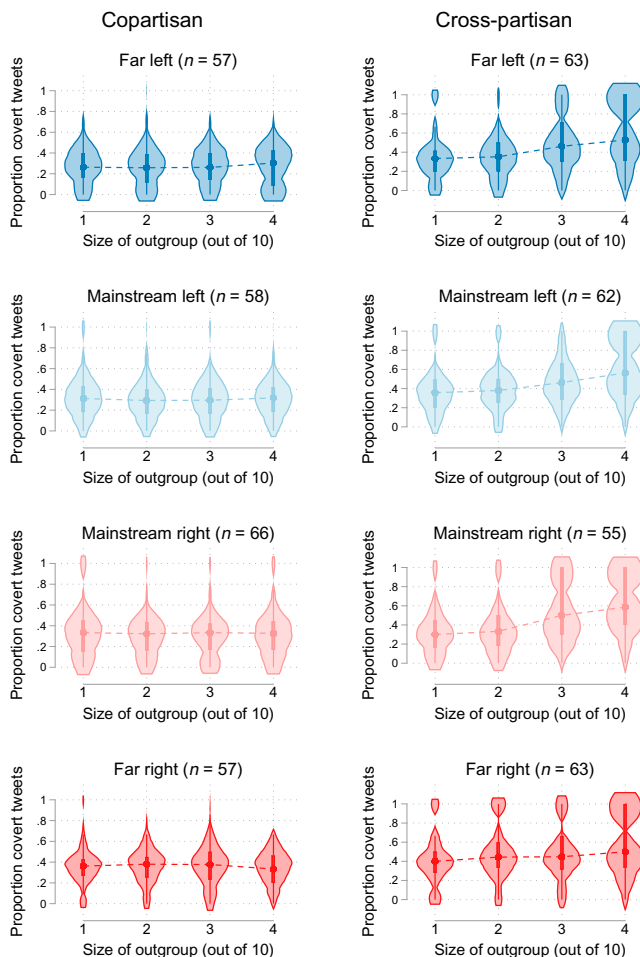 Copartisan
Cross-partisan
Far left (n = 57)
Proportion covert tweets
1
.8
.6
.4
.2
0
1 2 3 4
Size of outgroup (out of 10)
Far left (n = 63)
Proportion covert tweets
1
.8
.6
.4
.2
0
1 2 3 4
Size of outgroup (out of 10)
Mainstream left (n = 58)
Proportion covert tweets
1
.8
.6
.4
.2
0
1 2 3 4
Size of outgroup (out of 10)
Mainstream left (n = 62)
Proportion covert tweets
1
.8
.6
.4
.2
0
1 2 3 4
Size of outgroup (out of 10)
Mainstream right (n = 66)
Proportion covert tweets
1
.8
.6
.4
.2
0
1 2 3 4
Size of outgroup (out of 10)
Mainstream right (n = 55)
Proportion covert tweets
1
.8
.6
.4
.2
0
1 2 3 4
Size of outgroup (out of 10)
Far right (n = 57)
Proportion covert tweets
1
.8
.6
.4
.2
0
1 2 3 4
Size of outgroup (out of 10)
Far right (n = 63)
Proportion covert tweets
1
.8
.6
.4
.2
0
1 2 3 4
Size of outgroup (out of 10)